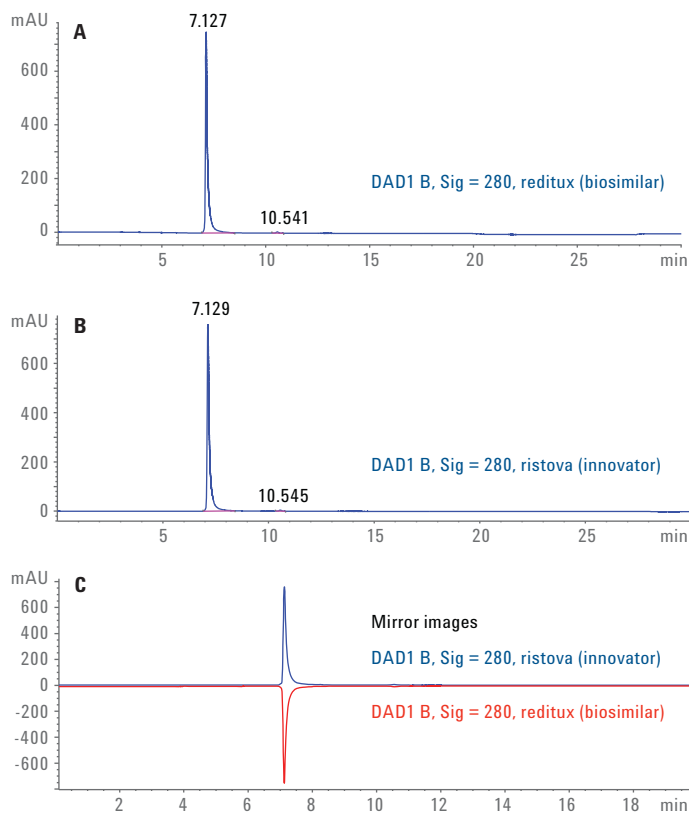 mAU
A
7.127
600
400
DAD1 B, Sig = 280, reditux (biosimilar)
200
10.541
0
5 10 15 20 25 min
mAU
B
7.129
600
400
DAD1 B, Sig = 280, ristova (innovator)
200
10.545
0
5 10 15 20 25 min
mAU
C
600
Mirror images
400
DAD1 B, Sig = 280, ristova (innovator)
200
0
-200
DAD1 B, Sig = 280, reditux (biosimilar)
-400
-600
2 4 6 8 10 12 14 16 18 min